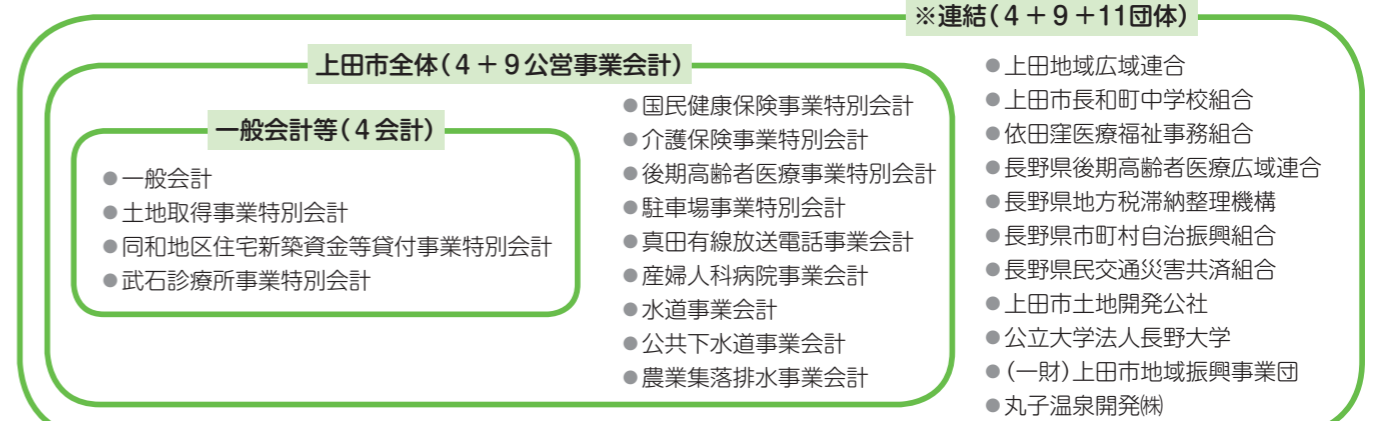 ※連結(4＋9＋11団体)
上田市全体(4＋9公営事業会計)
一般会計等(4会計)
●一般会計
●土地取得事業特別会計
●同和地区住宅新築資金等貸付事業特別会計
●武石診療所事業特別会計
●国民健康保険事業特別会計
●介護保険事業特別会計
●後期高齢者医療事業特別会計
●駐車場事業特別会計
●真田有線放送電話事業会計
●産婦人科病院事業会計
●水道事業会計
●公共下水道事業会計
●農業集落排水事業会計
●上田地域広域連合
●上田市長和町中学校組合
●依田窪医療福祉事務組合
●長野県後期高齢者医療広域連合
●長野県地方税滞納整理機構
●長野県市町村自治振興組合
●長野県民交通災害共済組合
●上田市土地開発公社
●公立大学法人長野大学
●(一財)上田市地域振興事業団
●丸子温泉開発㈱